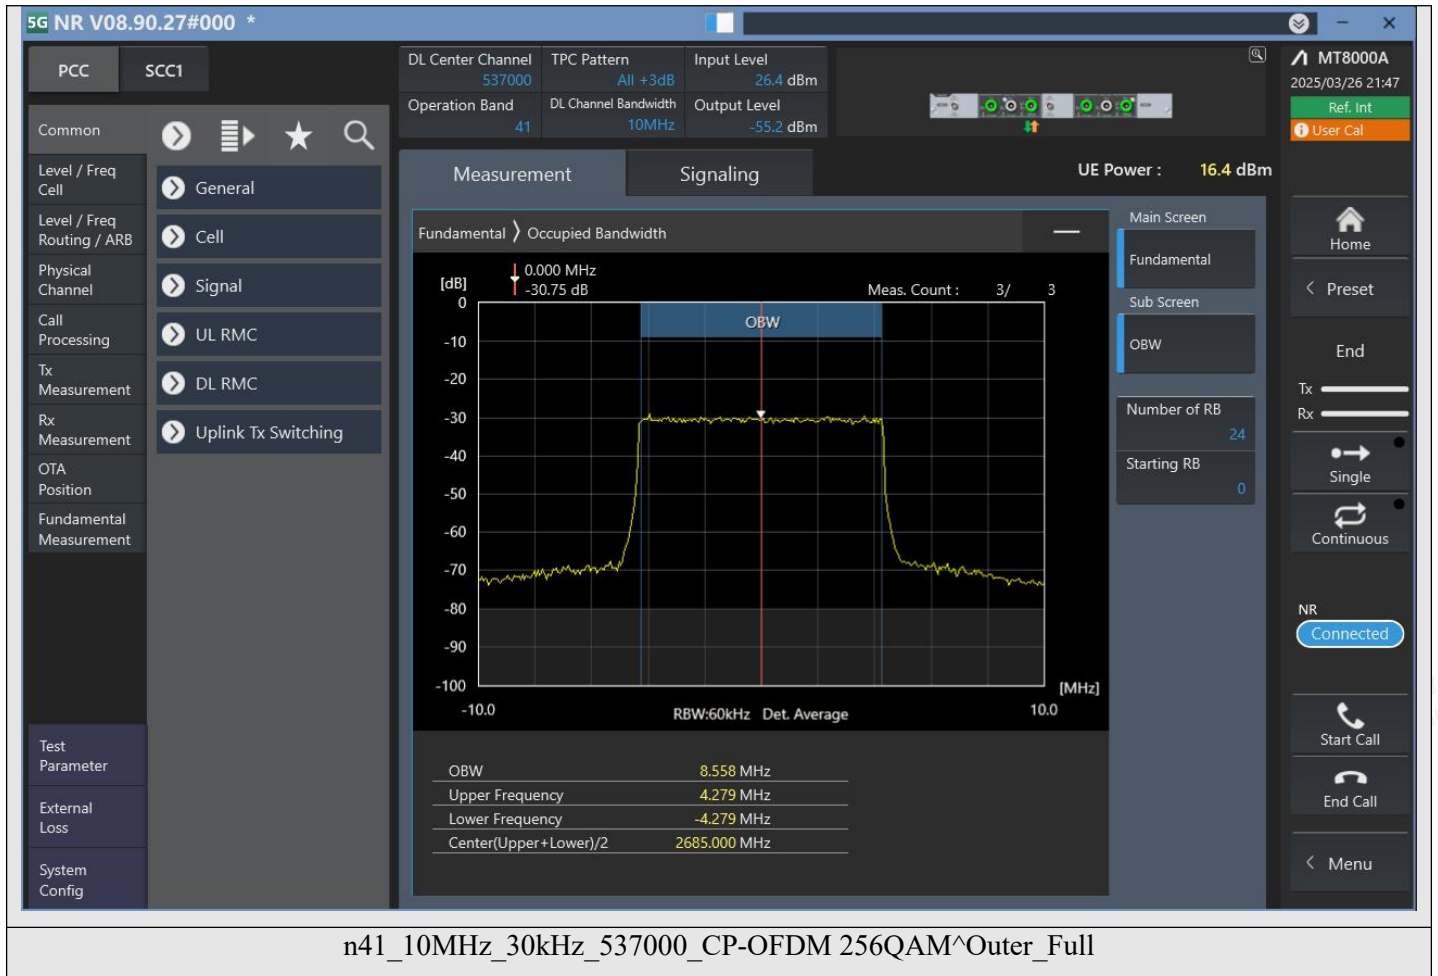 5G NR V08.90.27#000 *
PCC
SCC1
DL Center Channel
537000
TPC Pattern
All +3dB
Input Level
26.4 dBm
Operation Band
41
DL Channel Bandwidth
10MHz
Output Level
-55.2 dBm
MT8000A
2025/03/26 21:47
Ref. Int
User Cal
Common
Level / Freq
Cell
Level / Freq
Routing / ARB
Physical
Channel
Call
Processing
Tx
Measurement
Rx
Measurement
OTA
Position
Fundamental
Measurement
Test
Parameter
External
Loss
System
Config
General
Cell
Signal
UL RMC
DL RMC
Uplink Tx Switching
Measurement
Signaling
UE Power : 16.4 dBm
Fundamental 〉 Occupied Bandwidth
0.000 MHz
[dB]
-30.75 dB
Meas. Count : 3/ 3
OBW
0
-10
-20
-30
-40
-50
-60
-70
-80
-90
-100
[MHz]
-10.0
RBW:60kHz Det. Average
10.0
OBW 8.558 MHz
Upper Frequency 4.279 MHz
Lower Frequency -4.279 MHz
Center(Upper+Lower)/2 2685.000 MHz
Main Screen
Fundamental
Sub Screen
OBW
Number of RB
24
Starting RB
0
Home
Preset
End
Tx
Rx
Single
Continuous
NR
Connected
Start Call
End Call
Menu
n41_10MHz_30kHz_537000_CP-OFDM 256QAM^Outer_Full